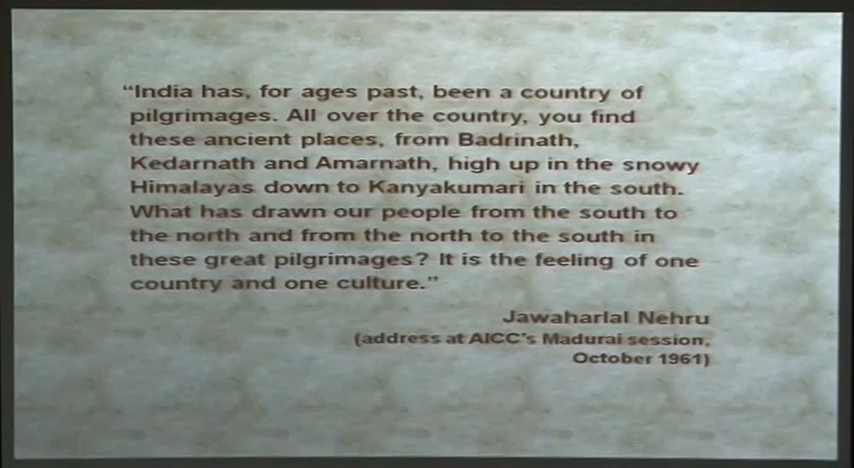 “India has, for ages past, been a country of
pilgrimages. All over the country, you find
these ancient places, from Badrinath,
Kedarnath and Amarnath, high up in the snowy
Himalayas down to Kanyakumari in the south.
What has drawn our people from the south to
the north and from the north to the south in
these great pilgrimages? It is the feeling of one
country and one culture.”
Jawaharlal Nehru
(address at AICC's Madurai session,
October 1961)